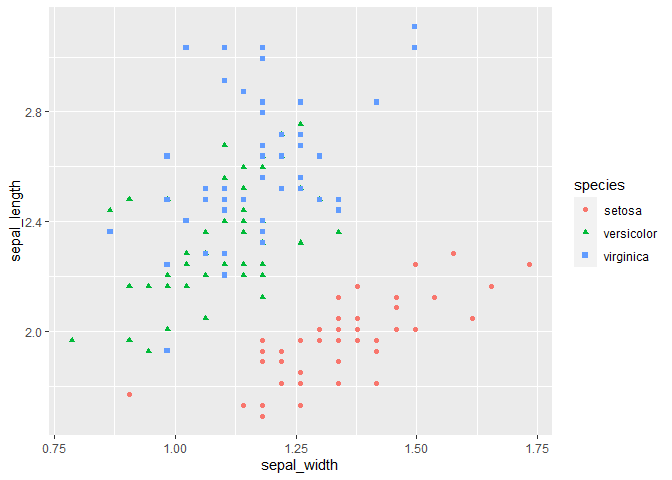 2.8
2.4
2.0
sepal_length
0.75 1.00 1.25 1.50 1.75
sepal_width
species
setosa
versicolor
virginica